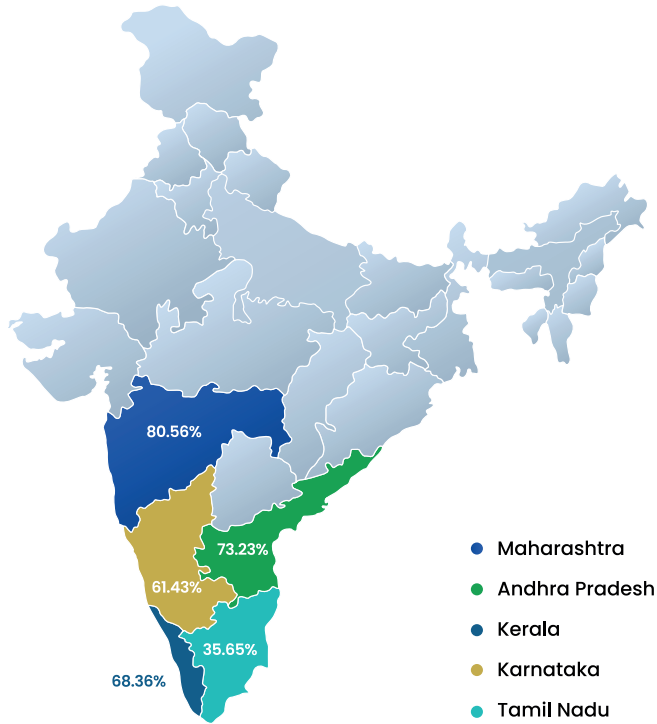 80.56%
73.23%
61.43%
35.65%
68.36%
Maharashtra
Andhra Pradesh
Kerala
Karnataka
Tamil Nadu